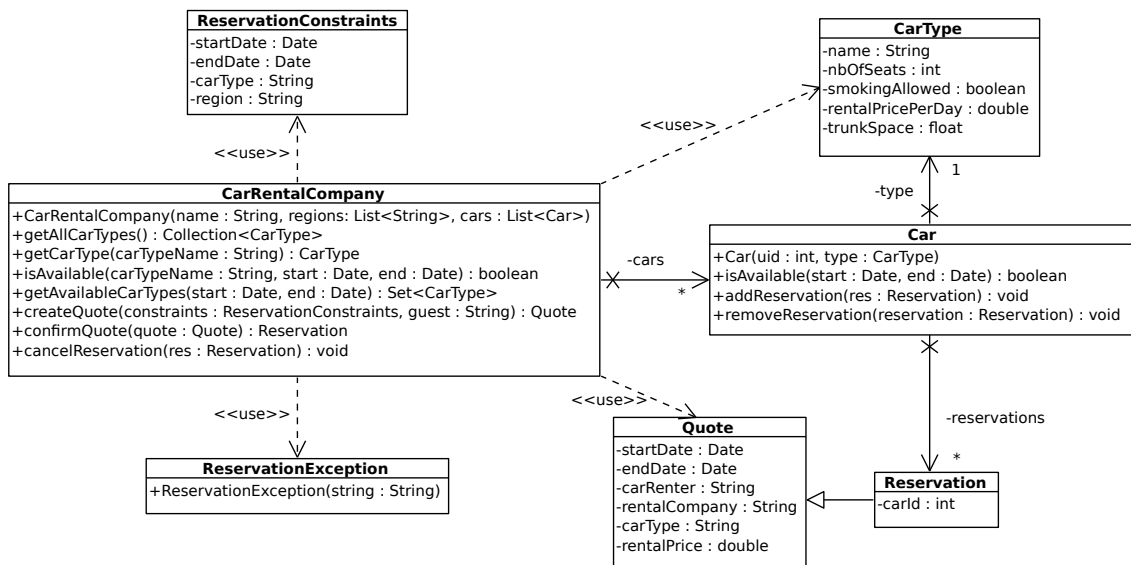 ReservationConstraints
-startDate : Date
-endDate : Date
-carType : String
-region : String
CarType
-name : String
-nbOfSeats : int
-smokingAllowed : boolean
-rentalPricePerDay : double
-trunkSpace : float
<<use>>
<<use>>
1
-type
CarRentalCompany
+CarRentalCompany(name : String, regions: List<String>, cars : List<Car>)
+getAllCarTypes() : Collection<CarType>
+getCarType(carTypeName : String) : CarType
+isAvailable(carTypeName : String, start : Date, end : Date) : boolean
+getAvailableCarTypes(start : Date, end : Date) : Set<CarType>
+createQuote(constraints : ReservationConstraints, guest : String) : Quote
+confirmQuote(quote : Quote) : Reservation
+cancelReservation(res : Reservation) : void
-cars
*
Car
+Car(uid : int, type : CarType)
+isAvailable(start : Date, end : Date) : boolean
+addReservation(res : Reservation) : void
+removeReservation(reservation : Reservation) : void
<<use>>
<<use>>
-reservations
*
ReservationException
+ReservationException(string : String)
Quote
-startDate : Date
-endDate : Date
-carRenter : String
-rentalCompany : String
-carType : String
-rentalPrice : double
Reservation
-carId : int